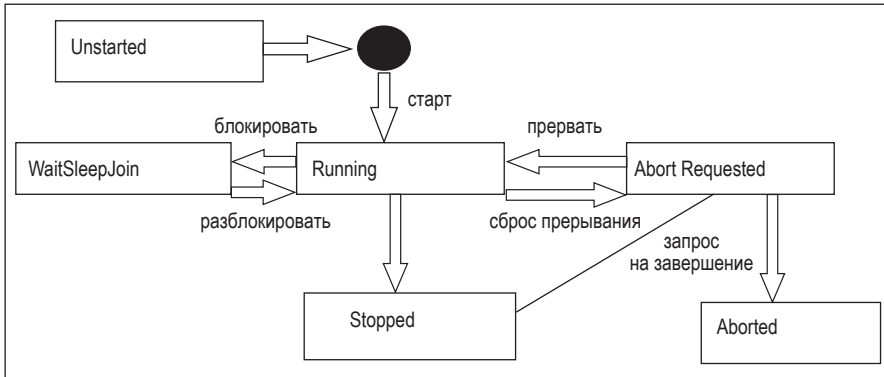 Unstarted
старт
блокировать
прервать
WaitSleepJoin
Running
Abort Requested
разблокировать
сброс прерывания
запрос
на завершение
Stopped
Aborted